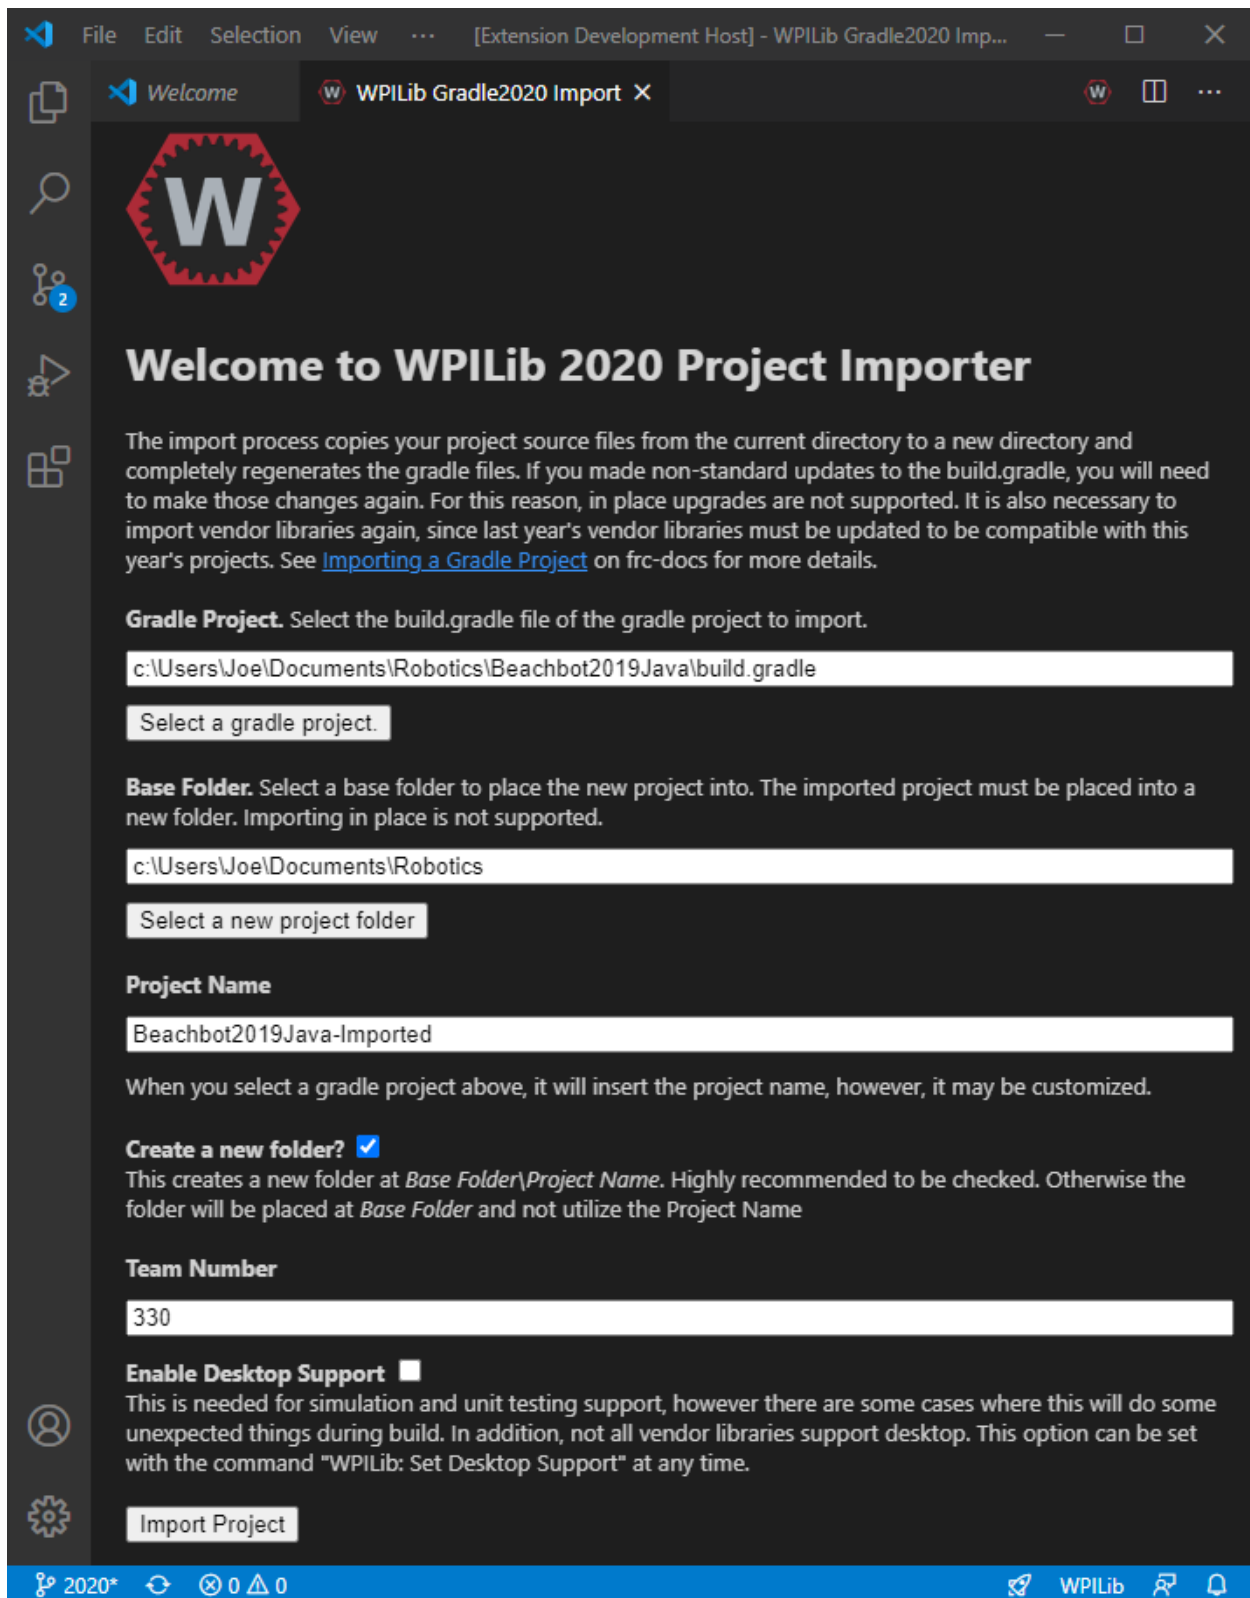 File Edit Selection View ··· [Extension Development Host] - WPILib Gradle2020 Imp...
Welcome WPILib Gradle2020 Import
W
2
Welcome to WPILib 2020 Project Importer
The import process copies your project source files from the current directory to a new directory and
completely regenerates the gradle files. If you made non-standard updates to the build.gradle, you will need
to make those changes again. For this reason, in place upgrades are not supported. It is also necessary to
import vendor libraries again, since last year's vendor libraries must be updated to be compatible with this
year's projects. See Importing a Gradle Project on frc-docs for more details.
Gradle Project. Select the build.gradle file of the gradle project to import.
c:\Users\Joe\Documents\Robotics\Beachbot2019Java\build.gradle
Select a gradle project.
Base Folder. Select a base folder to place the new project into. The imported project must be placed into a
new folder. Importing in place is not supported.
c:\Users\Joe\Documents\Robotics
Select a new project folder
Project Name
Beachbot2019Java-Imported
When you select a gradle project above, it will insert the project name, however, it may be customized.
Create a new folder?
This creates a new folder at Base Folder\Project Name. Highly recommended to be checked. Otherwise the
folder will be placed at Base Folder and not utilize the Project Name
Team Number
330
Enable Desktop Support
This is needed for simulation and unit testing support, however there are some cases where this will do some
unexpected things during build. In addition, not all vendor libraries support desktop. This option can be set
with the command "WPILib: Set Desktop Support" at any time.
Import Project
2020* 0 0 WPILib